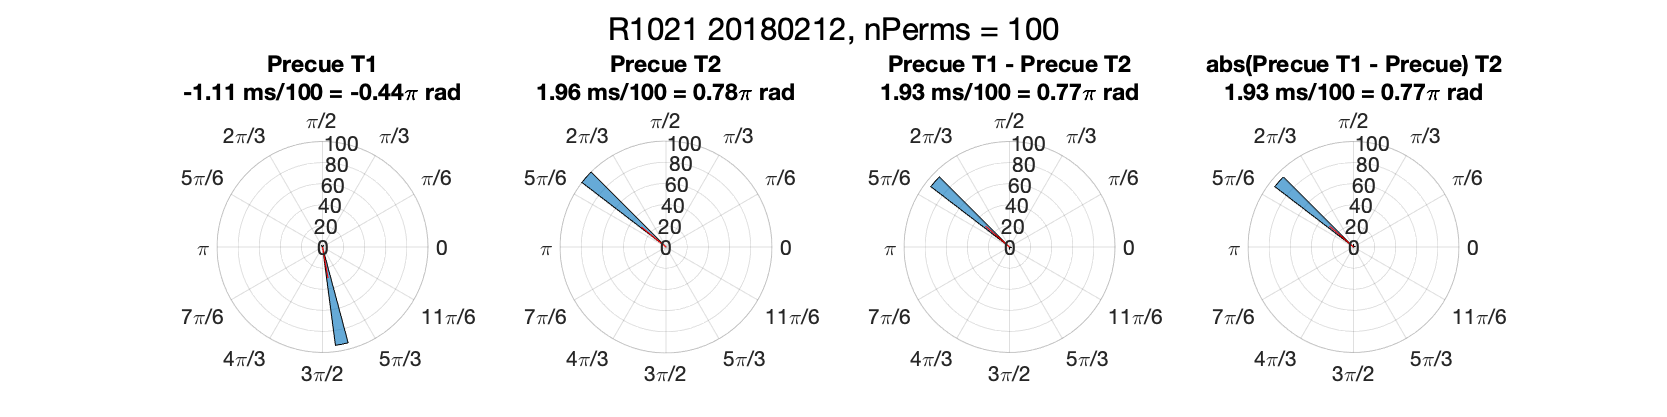 R1021 20180212, nPerms = 100
Precue T1
-1.11 ms/100 = -0.44π rad
π/2
2π/3
π/3
5π/6
π/6
π
0
7π/6
11π/6
4π/3
5π/3
3π/2
100
80
60
40
20
0
Precue T2
1.96 ms/100 = 0.78π rad
π/2
2π/3
π/3
5π/6
π/6
π
0
7π/6
11π/6
4π/3
5π/3
3π/2
100
80
60
40
20
0
Precue T1 - Precue T2
1.93 ms/100 = 0.77π rad
π/2
2π/3
π/3
5π/6
π/6
π
0
7π/6
11π/6
4π/3
5π/3
3π/2
100
80
60
40
20
0
abs(Precue T1 - Precue) T2
1.93 ms/100 = 0.77π rad
π/2
2π/3
π/3
5π/6
π/6
π
0
7π/6
11π/6
4π/3
5π/3
3π/2
100
80
60
40
20
0